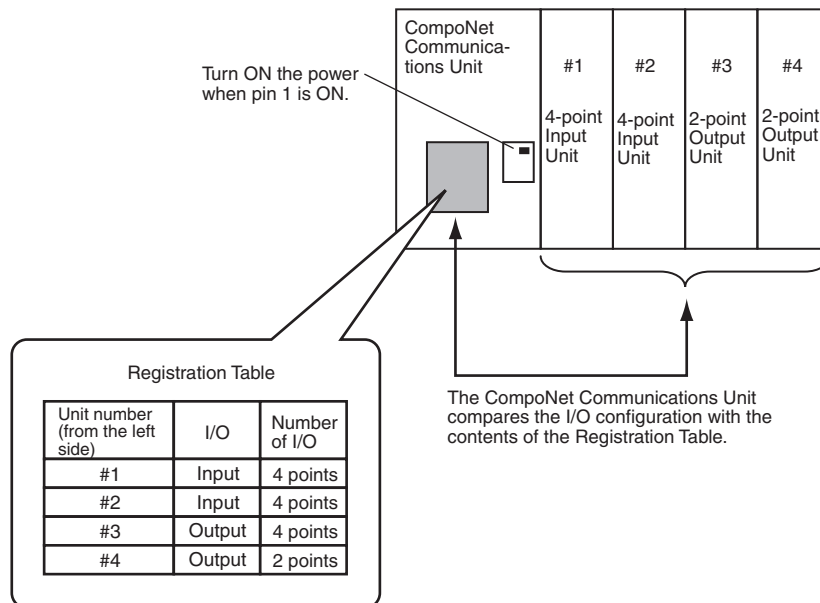 CompoNet
Communica-
tions Unit
Turn ON the power
when pin 1 is ON.
#1
#2
#3
#4
4-point
Input
Unit
4-point
Input
Unit
2-point
Output
Unit
2-point
Output
Unit
Registration Table
Unit number
(from the left
side)
I/O
Number
of I/O
#1 Input 4 points
#2 Input 4 points
#3 Output 4 points
#4 Output 2 points
The CompoNet Communications Unit
compares the I/O configuration with the
contents of the Registration Table.